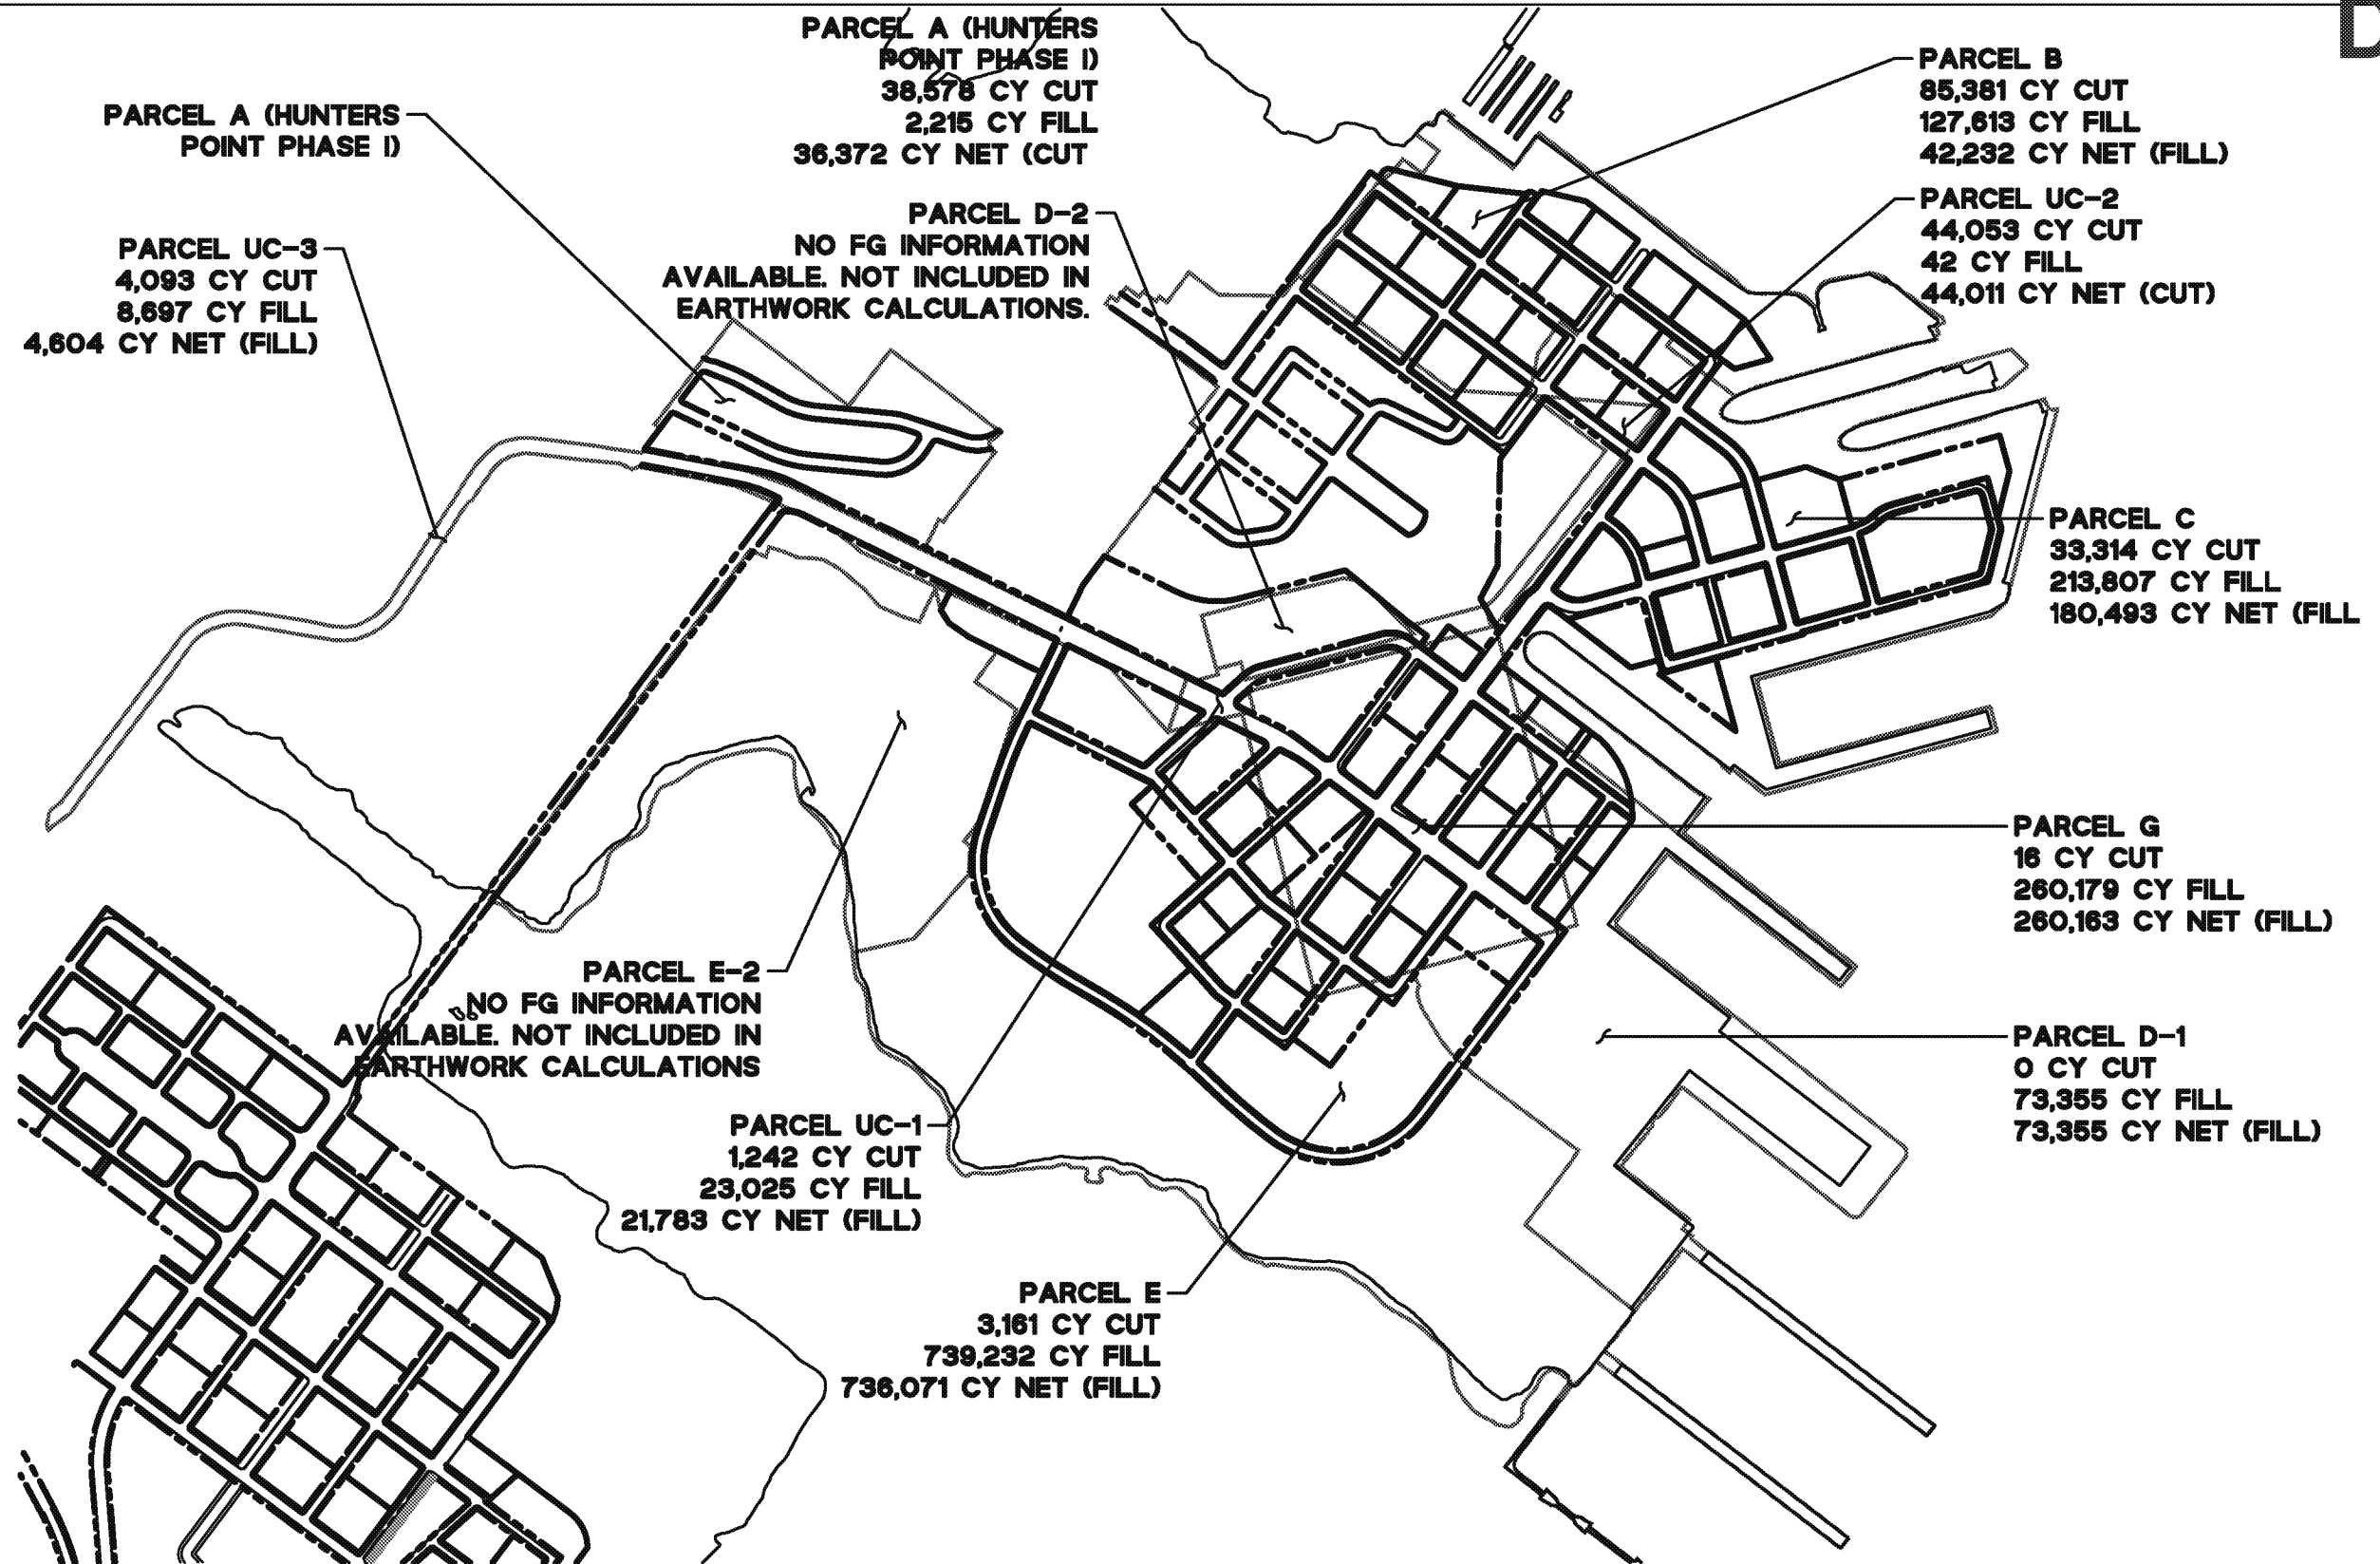 PARCEL A (HUNTERS
POINT PHASE I)
38,578 CY CUT
2,215 CY FILL
36,372 CY NET (CUT
PARCEL B
85,381 CY CUT
127,613 CY FILL
42,232 CY NET (FILL)
PARCEL A (HUNTERS
POINT PHASE I)
PARCEL UC-2
44,053 CY CUT
42 CY FILL
44,011 CY NET (CUT)
PARCEL D-2
NO FG INFORMATION
AVAILABLE. NOT INCLUDED IN
EARTHWORK CALCULATIONS.
PARCEL UC-3
4,093 CY CUT
8,697 CY FILL
4,604 CY NET (FILL)
PARCEL C
33,314 CY CUT
213,807 CY FILL
180,493 CY NET (FILL
PARCEL G
16 CY CUT
260,179 CY FILL
260,163 CY NET (FILL)
PARCEL E-2
NO FG INFORMATION
AVAILABLE. NOT INCLUDED IN
EARTHWORK CALCULATIONS
PARCEL D-1
0 CY CUT
73,355 CY FILL
73,355 CY NET (FILL)
PARCEL UC-1
1,242 CY CUT
23,025 CY FILL
21,783 CY NET (FILL)
PARCEL E
3,161 CY CUT
739,232 CY FILL
736,071 CY NET (FILL)